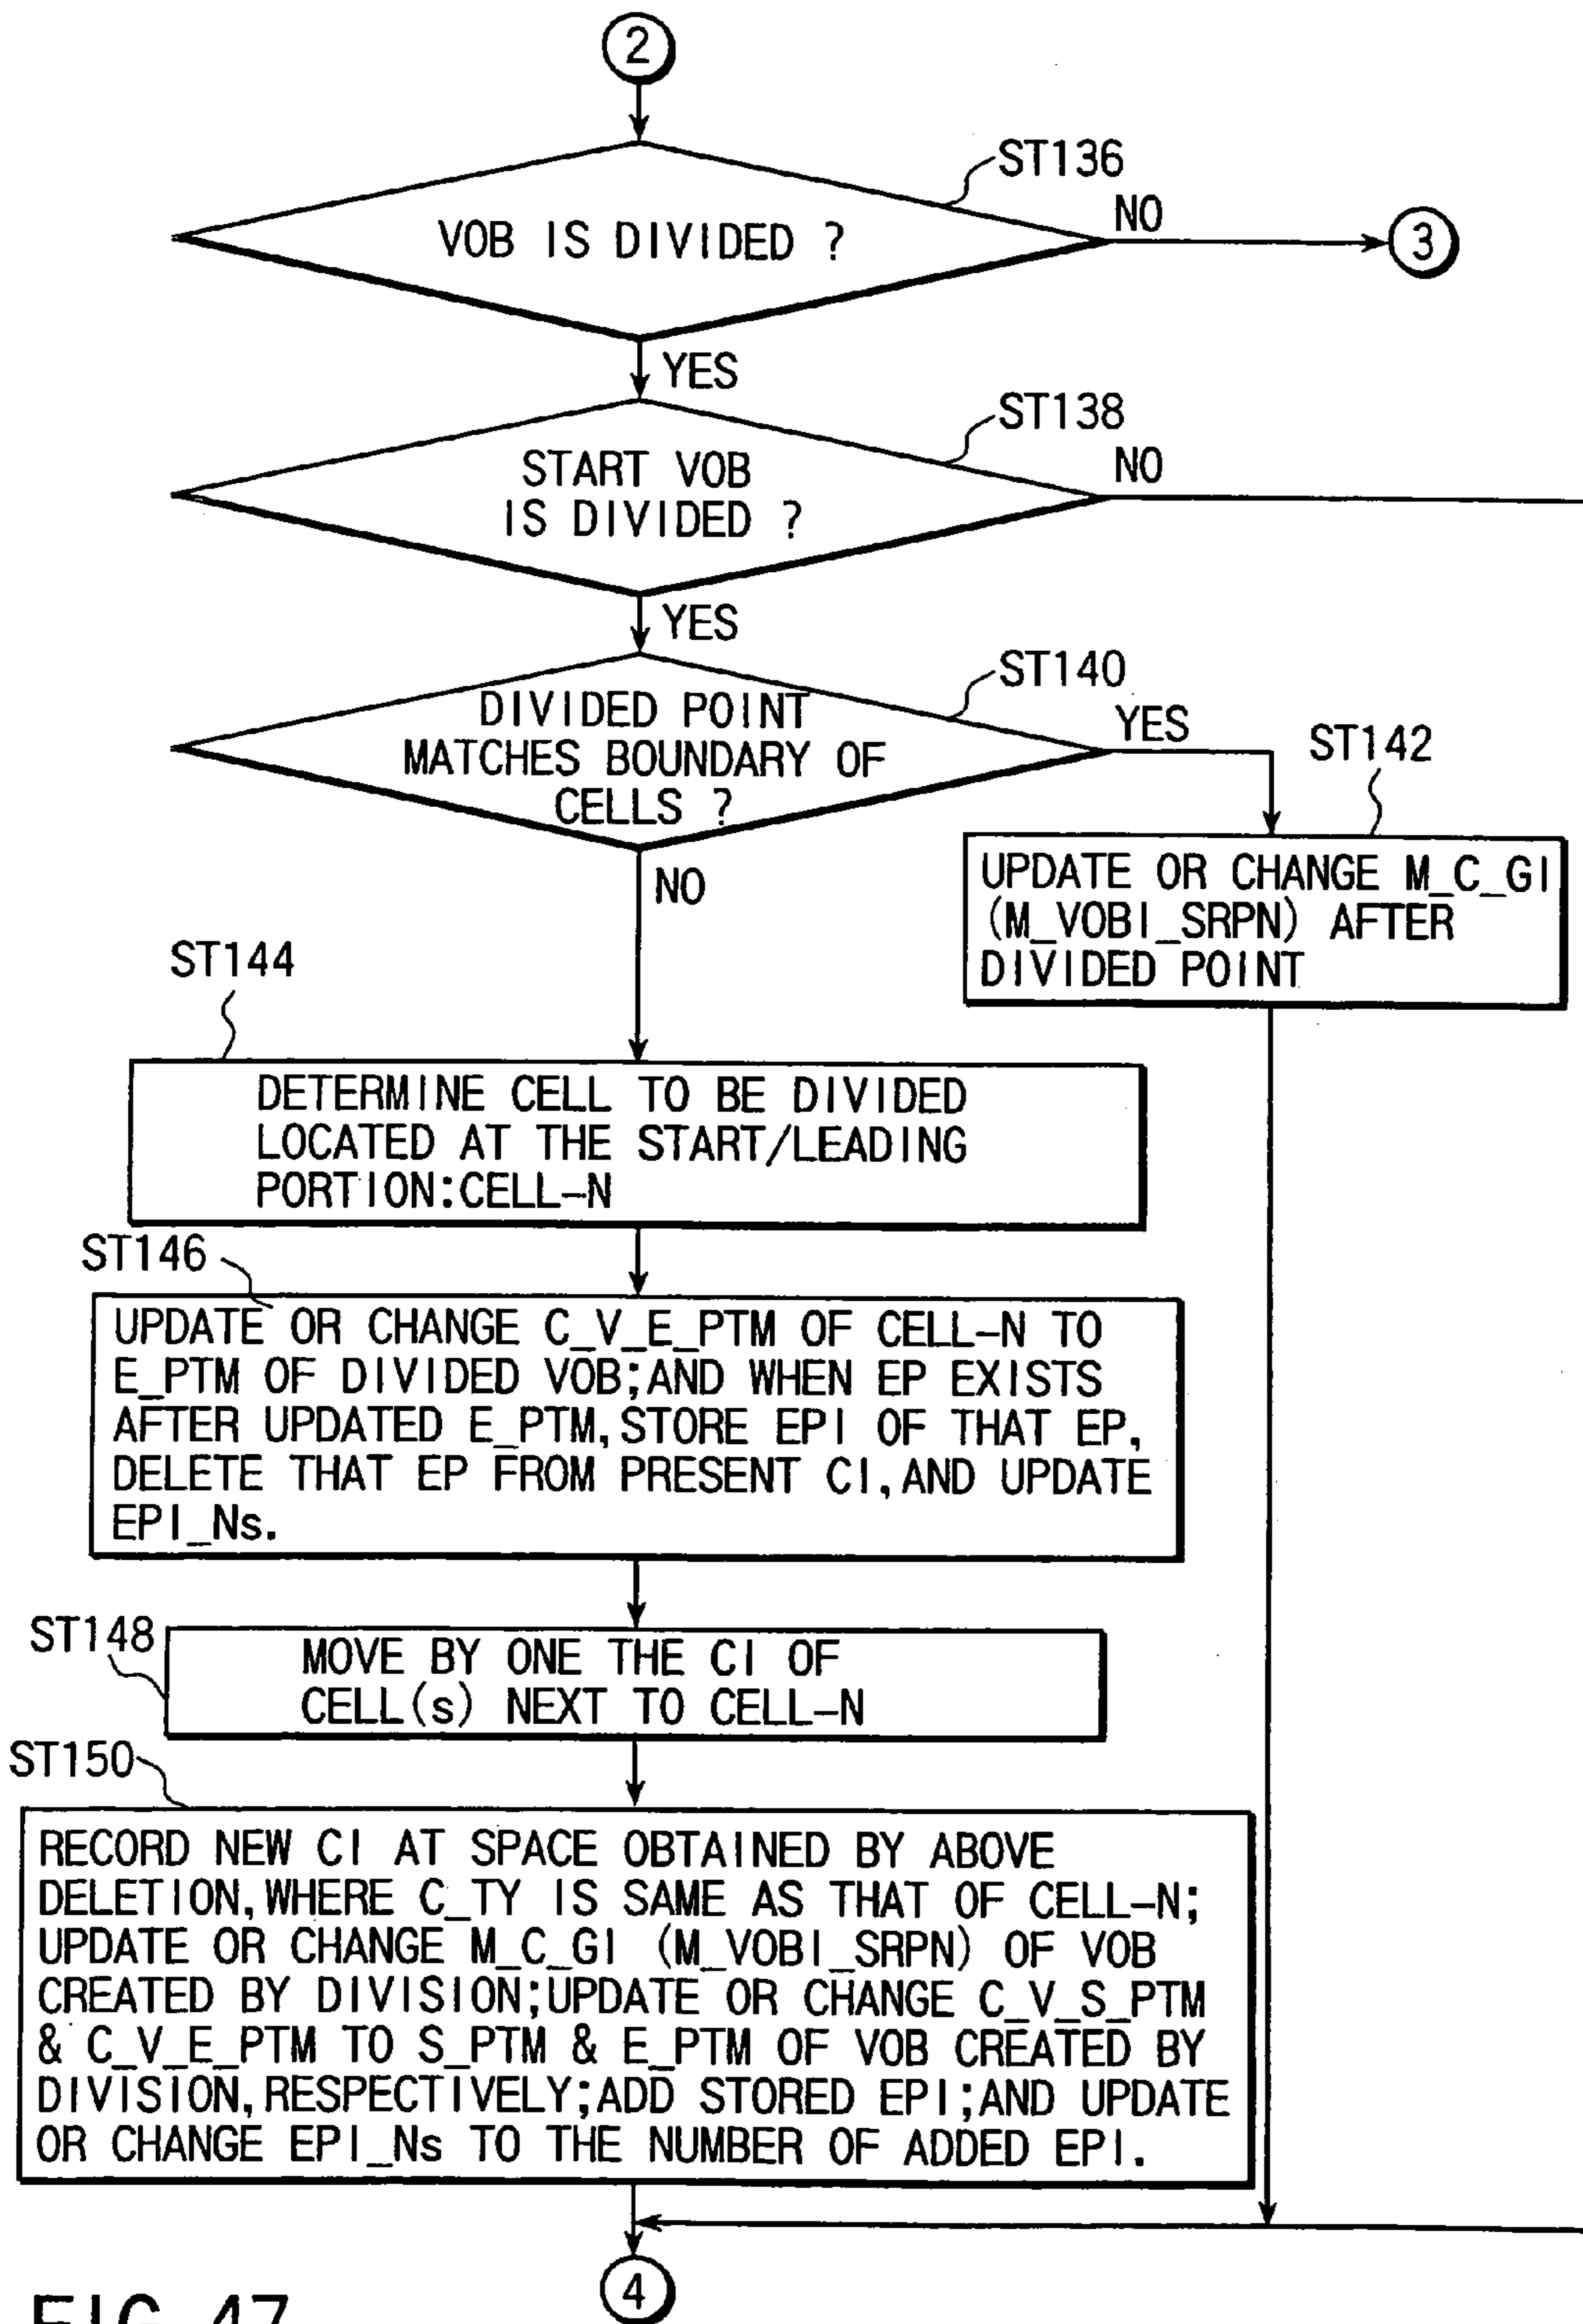 2
ST136
VOB IS DIVIDED ?
NO
3
YES
ST138
START VOB
IS DIVIDED ?
NO
YES
ST140
DIVIDED POINT
MATCHES BOUNDARY OF
CELLS ?
YES
ST142
UPDATE OR CHANGE M_C_GI
(M_VOBI_SRPN) AFTER
DIVIDED POINT
NO
ST144
DETERMINE CELL TO BE DIVIDED
LOCATED AT THE START/LEADING
PORTION:CELL-N
ST146
UPDATE OR CHANGE C_V_E_PTM OF CELL-N TO
E_PTM OF DIVIDED VOB;AND WHEN EP EXISTS
AFTER UPDATED E_PTM,STORE EPI OF THAT EP,
DELETE THAT EP FROM PRESENT CI,AND UPDATE
EPI_Ns.
ST148
MOVE BY ONE THE CI OF
CELL(s) NEXT TO CELL-N
ST150
RECORD NEW CI AT SPACE OBTAINED BY ABOVE
DELETION,WHERE C_TY IS SAME AS THAT OF CELL-N;
UPDATE OR CHANGE M_C_GI (M_VOBI_SRPN) OF VOB
CREATED BY DIVISION;UPDATE OR CHANGE C_V_S_PTM
& C_V_E_PTM TO S_PTM & E_PTM OF VOB CREATED BY
DIVISION,RESPECTIVELY;ADD STORED EPI;AND UPDATE
OR CHANGE EPI_Ns TO THE NUMBER OF ADDED EPI.
4
FIG. 47